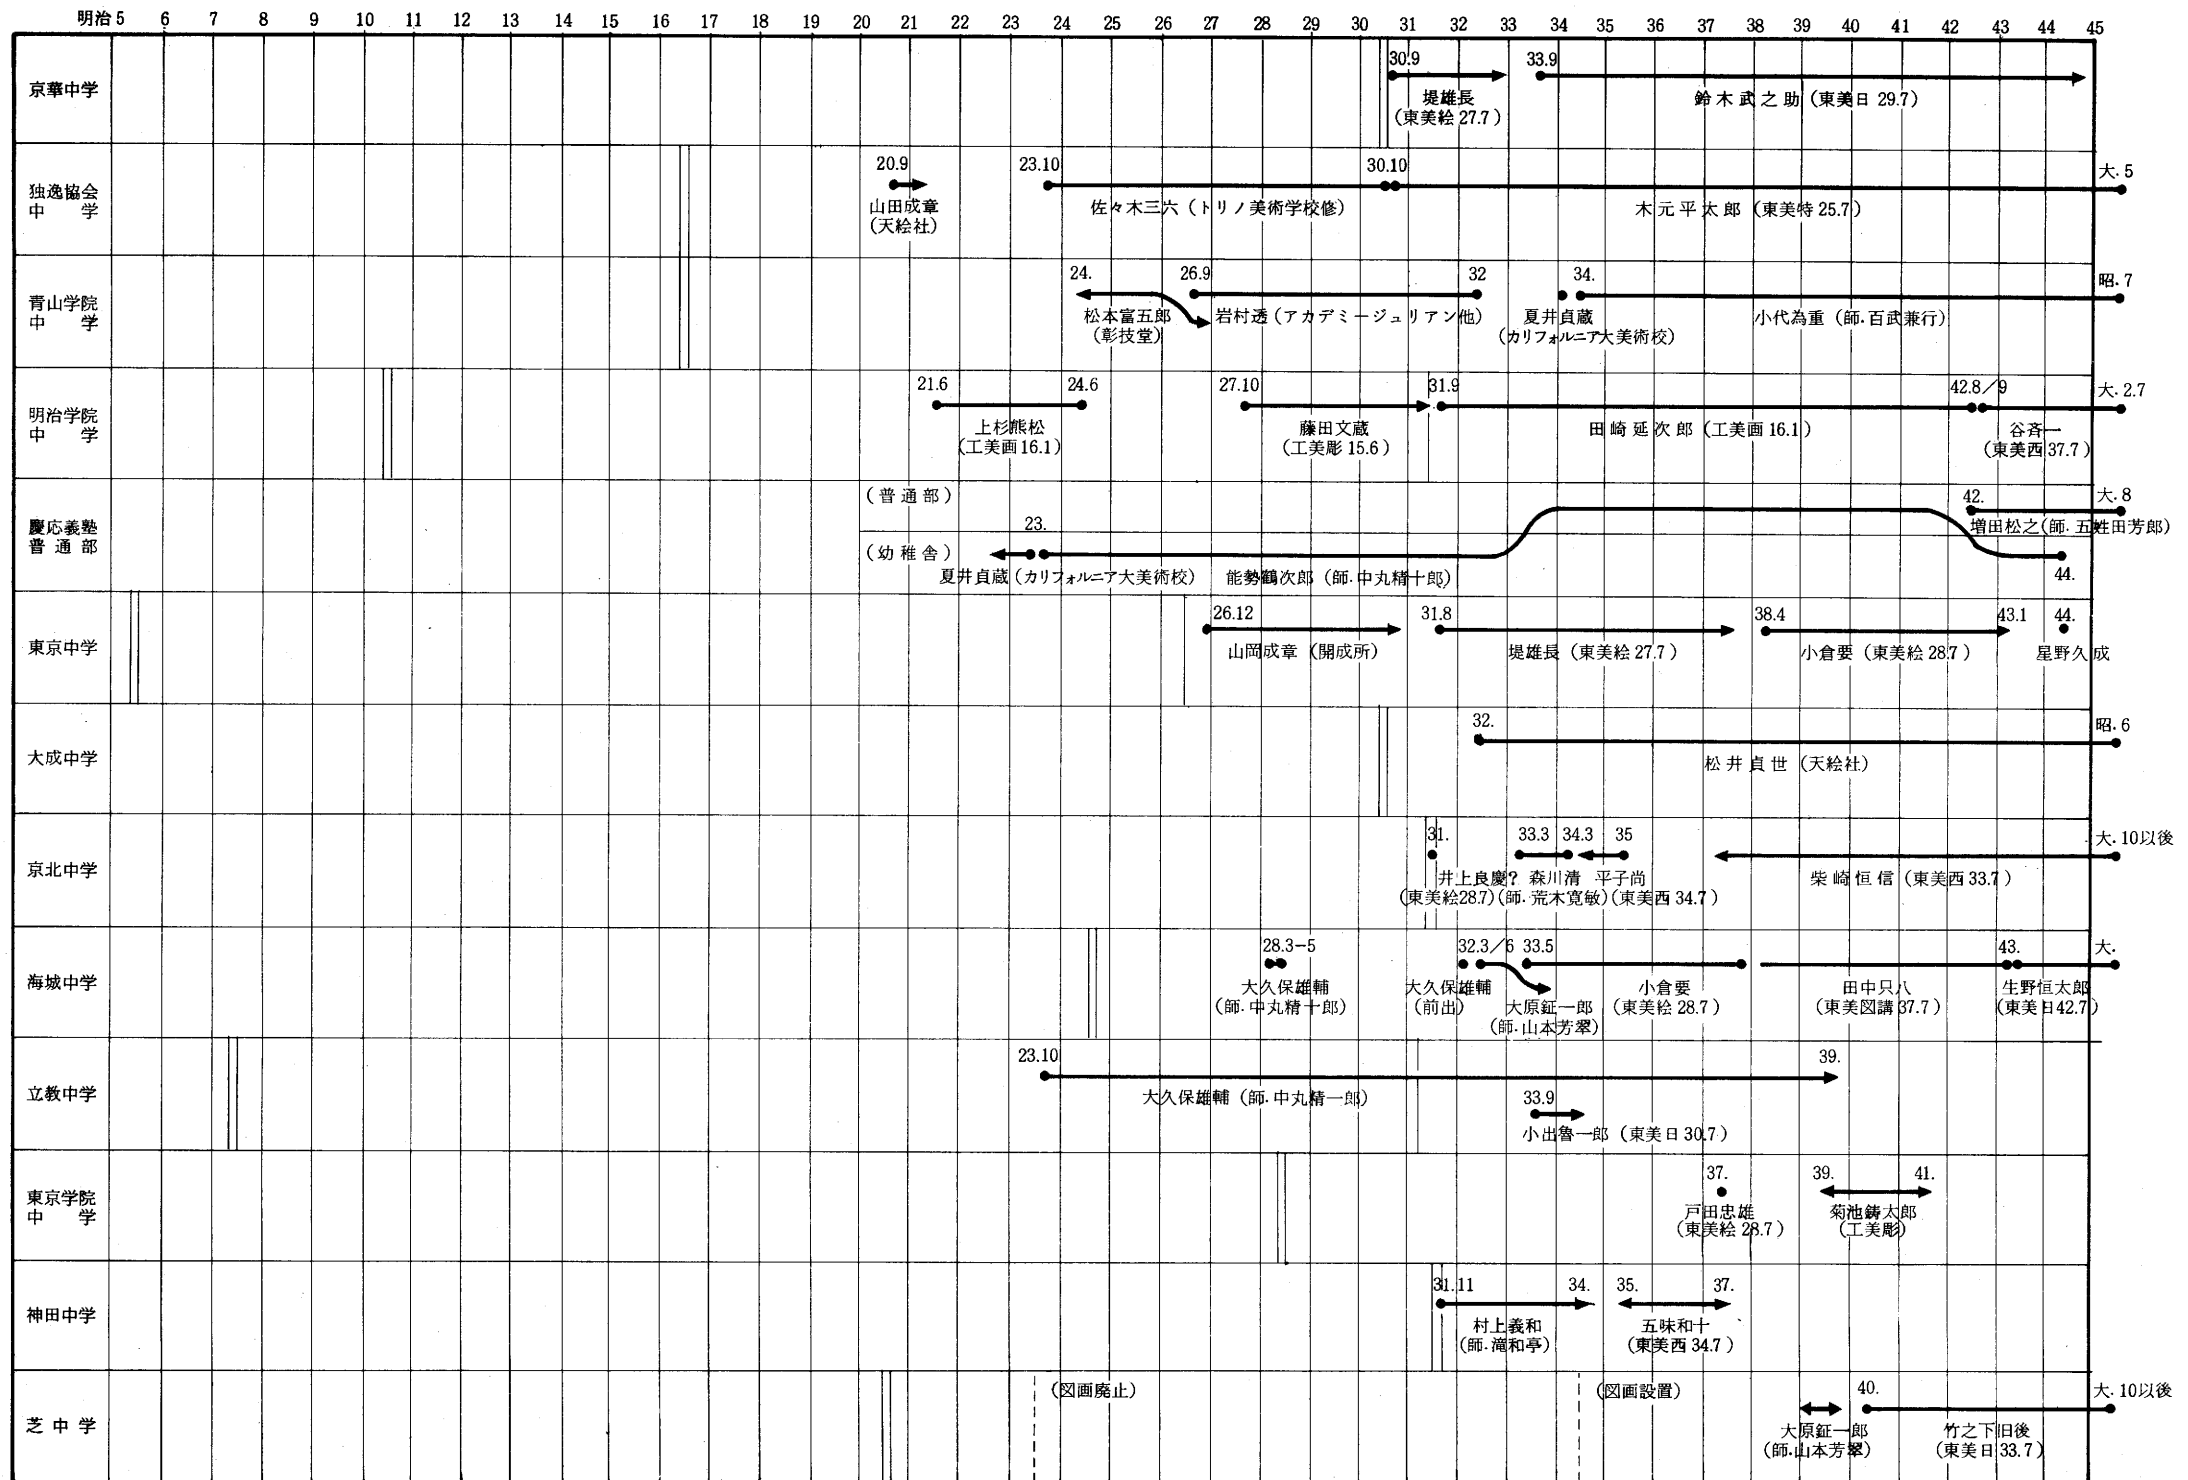 明治5 6 7 8 9 10 11 12 13 14 15 16 17 18 19 20 21 22 23 24 25 26 27 28 29 30 31 32 33 34 35 36 37 38 39 40 41 42 43 44 45
京華中学
30.9
33.9
堤雄長
(東美絵 27.7)
鈴木武之助 (東美日 29.7)
独逸協会
中学
20.9
23.10
30.10
大.5
山田成章
(天絵社)
佐々木三六 (トリノ美術学校修)
木元平太郎 (東美特 25.7)
青山学院
中学
24.
26.9
32
34.
昭.7
松本富五郎
(彰技堂)
岩村透 (アカデミージュリアン他)
夏井貞蔵
(カリフォルニア大美術校)
小代為重 (師.百武兼行)
明治学院
中学
21.6
24.6
27.10
31.9
42.8/9
大.2.7
上杉熊松
(工美画16.1)
藤田文蔵
(工美彫 15.6)
田崎延次郎 (工美画 16.1)
谷斉一
(東美西 37.7)
慶応義塾
普通部
(普通部)
(幼稚舎)
23.
42.
大.8
増田松之(師.五姓田芳郎)
夏井貞蔵 (カリフォルニア大美術校)
能勢鶴次郎 (師.中丸精十郎)
44.
東京中学
26.12
31.8
38.4
43.1
44.
山岡成章 (開成所)
堤雄長 (東美絵 27.7)
小倉要 (東美絵 28.7)
星野久成
大成中学
32.
昭.6
松井貞世 (天絵社)
京北中学
31.
33.3
34.3
35
大.10以後
井上良慶?
(東美絵28.7)
森川清
(師.荒木寛敏)
平子尚
(東美西 34.7)
柴崎恒信 (東美西 33.7)
海城中学
28.3-5
32.3/6
33.5
43.
大.
大久保雄輔
(師.中丸精十郎)
大久保雄輔
(前出)
大原鉦一郎
(師.山本芳翠)
小倉要
(東美絵 28.7)
田中只八
(東美図講 37.7)
生野恒太郎
(東美日42.7)
立教中学
23.10
39.
大久保雄輔 (師.中丸精一郎)
33.9
小出魯一郎 (東美日 30.7)
東京学院
中学
37.
39.
41.
戸田忠雄
(東美絵 28.7)
菊池鋳太郎
(工美彫)
神田中学
31.11
34.
35.
37.
村上義和
(師.滝和亭)
五味和十
(東美西 34.7)
芝中学
(図画廃止)
(図画設置)
40.
大.10以後
大原鉦一郎
(師.山本芳翠)
竹之下旧後
(東美日 33.7)